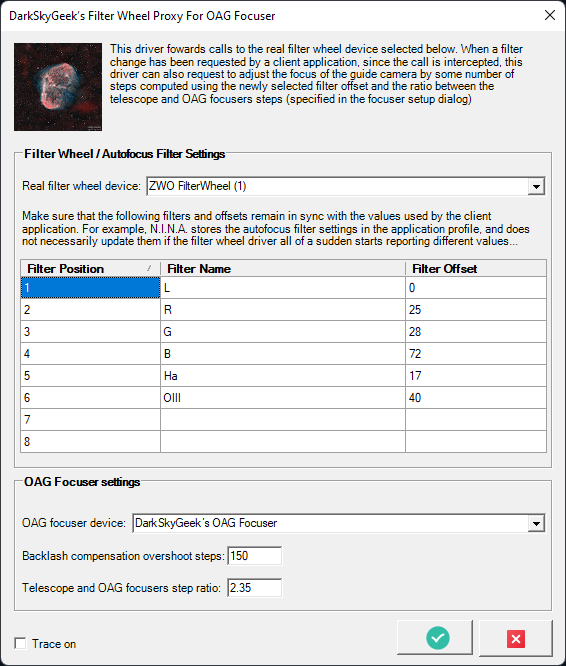 DarkSkyGeek's Filter Wheel Proxy For OAG Focuser
This driver fowards calls to the real filter wheel device selected below. When a filter
change has been requested by a client application, since the call is intercepted, this
driver can also request to adjust the focus of the guide camera by some number of
steps computed using the newly selected filter offset and the ratio between the
telescope and OAG focusers steps (specified in the focuser setup dialog)
Filter Wheel / Autofocus Filter Settings
Real filter wheel device: ZWO FilterWheel (1)
Make sure that the following filters and offsets remain in sync with the values used by the client
application. For example, N.I.N.A. stores the autofocus filter settings in the application profile, and does
not necessarily update them if the filter wheel driver all of a sudden starts reporting different values...
Filter Position Filter Name Filter Offset
1 L 0
2 R 25
3 G 28
4 B 72
5 Ha 17
6 OIII 40
7
8
OAG Focuser settings
OAG focuser device: DarkSkyGeek's OAG Focuser
Backlash compensation overshoot steps: 150
Telescope and OAG focusers step ratio: 2.35
Trace on